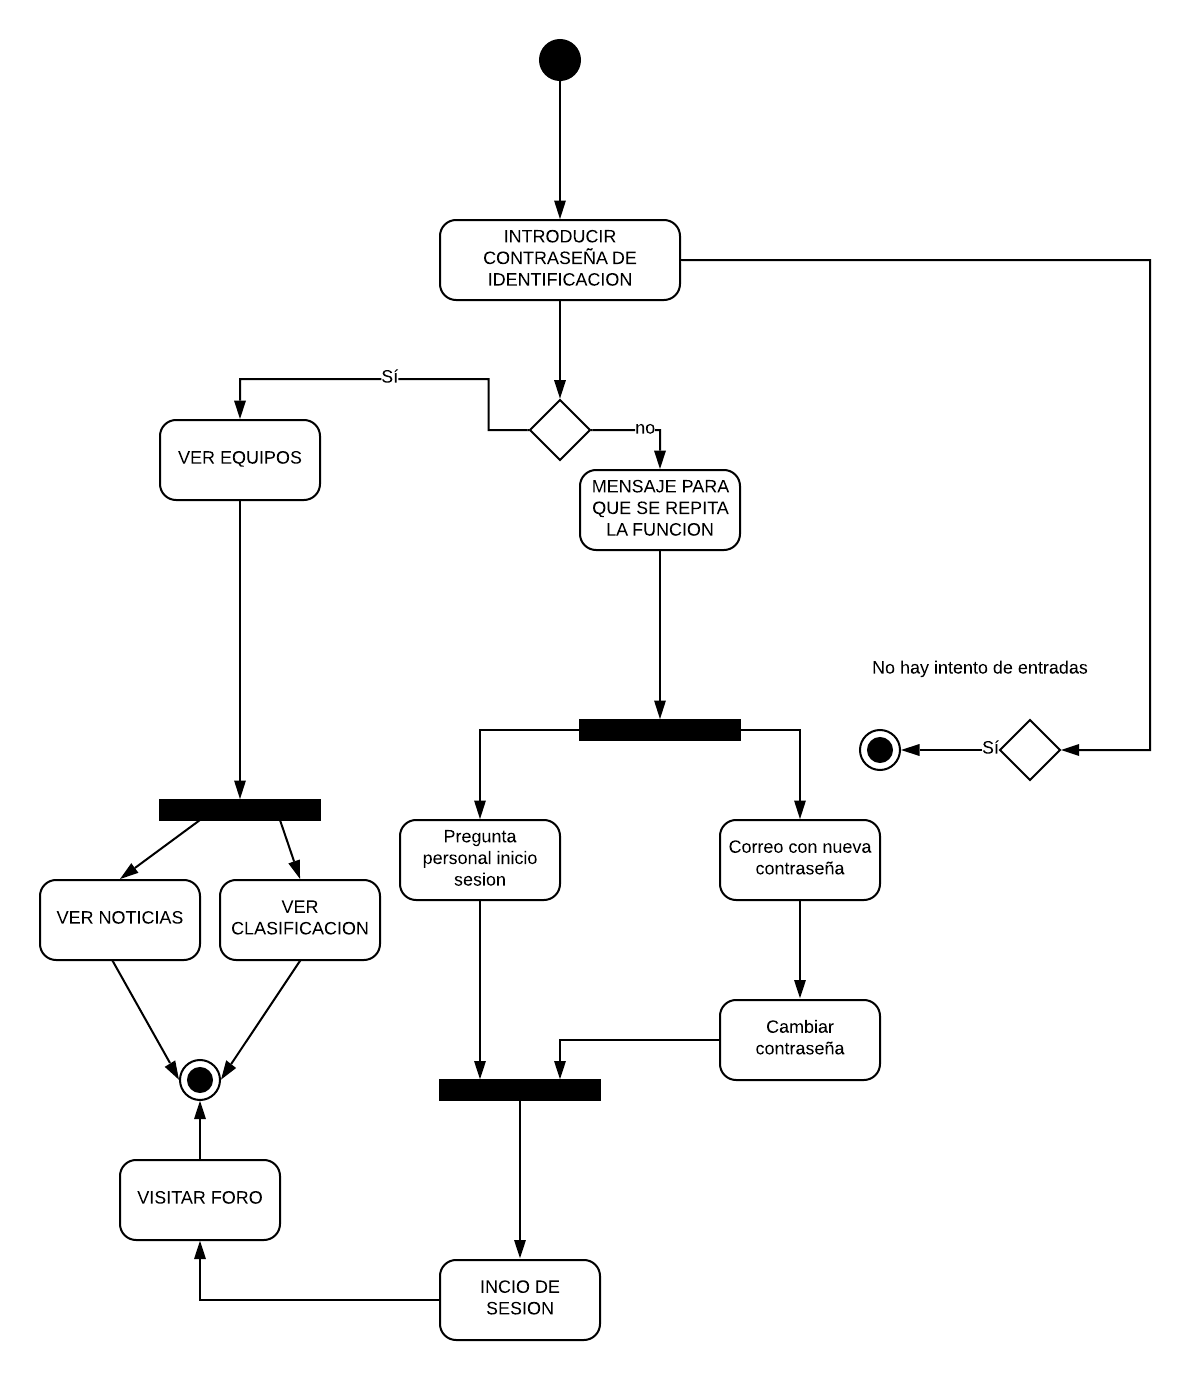 INTRODUCIR
CONTRASEÑA DE
IDENTIFICACION
Sí
no
VER EQUIPOS
MENSAJE PARA
QUE SE REPITA
LA FUNCION
No hay intento de entradas
Sí
Pregunta
personal inicio
sesion
Correo con nueva
contraseña
VER NOTICIAS
VER
CLASIFICACION
Cambiar
contraseña
VISITAR FORO
INCIO DE
SESION